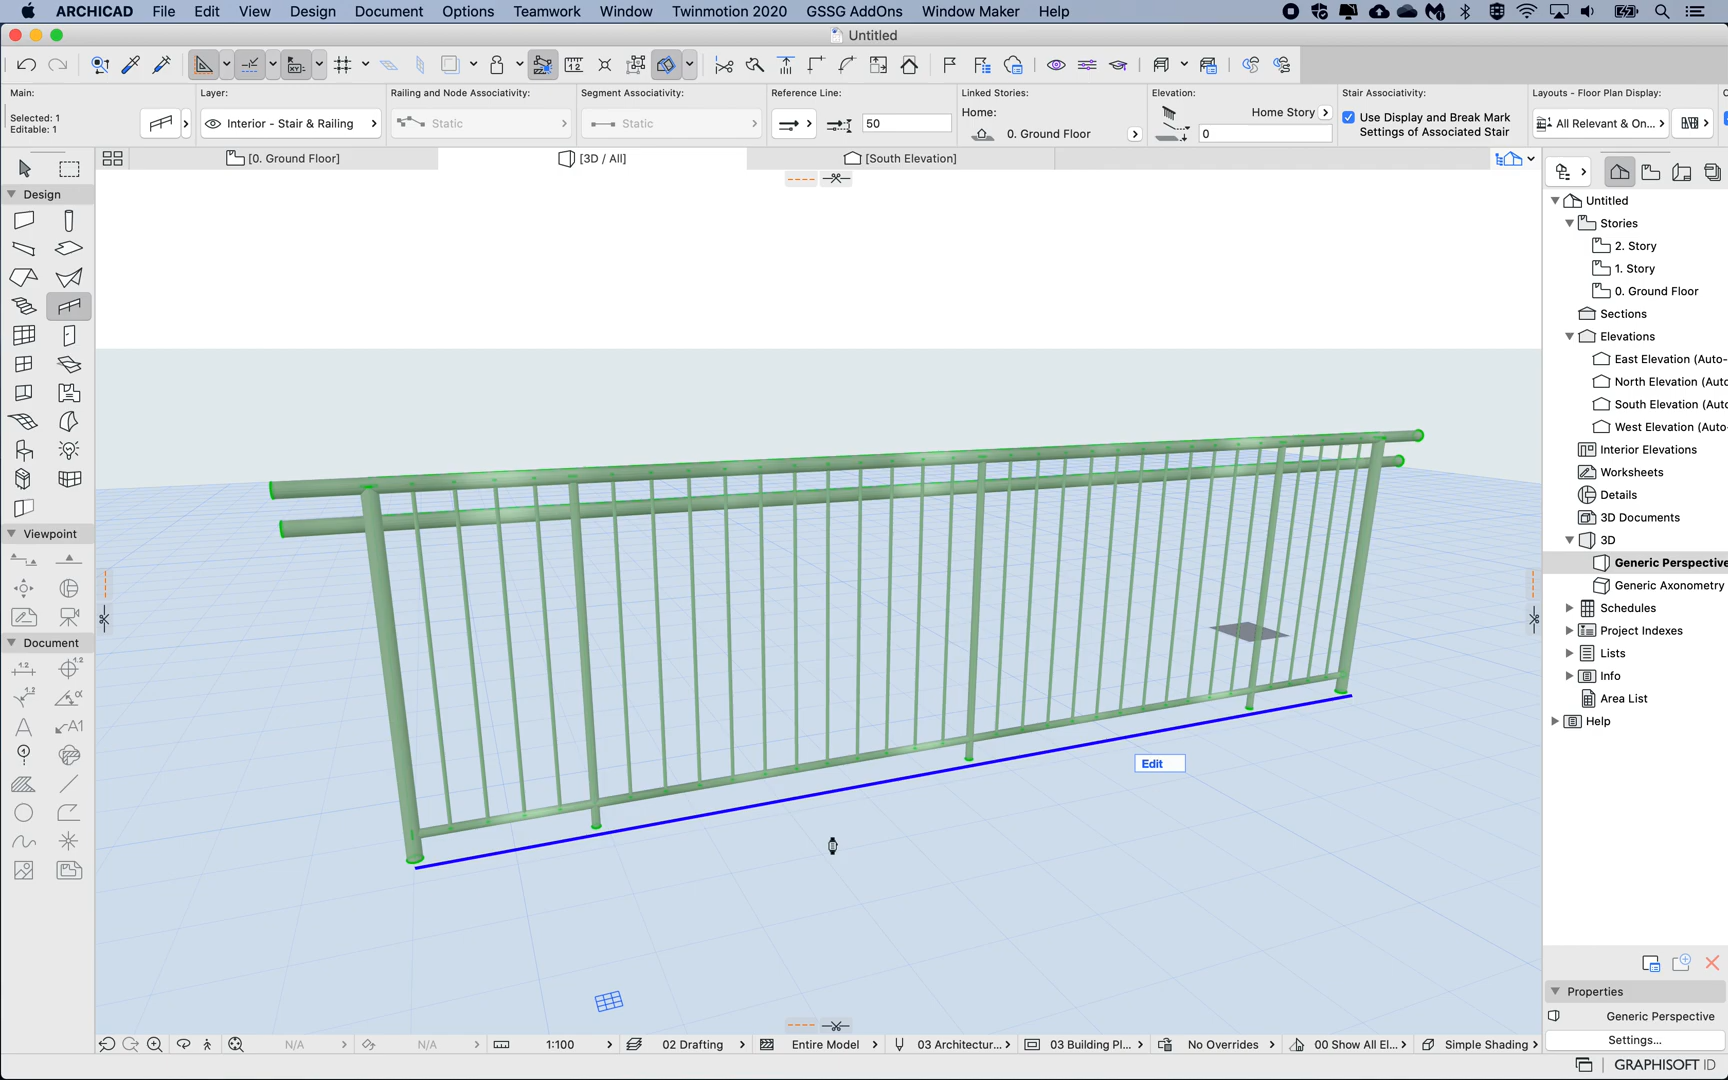 ARCHICAD File Edit View Design Document Options Teamwork Window Twinmotion 2020 GSSG AddOns Window Maker Help
Untitled
Main: Layer: Railing and Node Associativity: Segment Associativity: Reference Line: Linked Stories: Elevation: Stair Associativity: Layouts - Floor Plan Display:
Selected: 1
Editable: 1
Interior - Stair & Railing
Static
Static
50
Home:
0. Ground Floor
Home Story
0
Use Display and Break Mark
Settings of Associated Stair
All Relevant & On...
[0. Ground Floor] [3D / All] [South Elevation]
Design
Viewpoint
Document
Edit
Untitled
Stories
2. Story
1. Story
0. Ground Floor
Sections
Elevations
East Elevation (Auto-
North Elevation (Auto
South Elevation (Auto
West Elevation (Auto-
Interior Elevations
Worksheets
Details
3D Documents
3D
Generic Perspective
Generic Axonometry
Schedules
Project Indexes
Lists
Info
Area List
Help
Properties
Generic Perspective
Settings...
N/A N/A 1:100 02 Drafting Entire Model 03 Architectur... 03 Building Pl... No Overrides 00 Show All El... Simple Shading
GRAPHISOFT ID